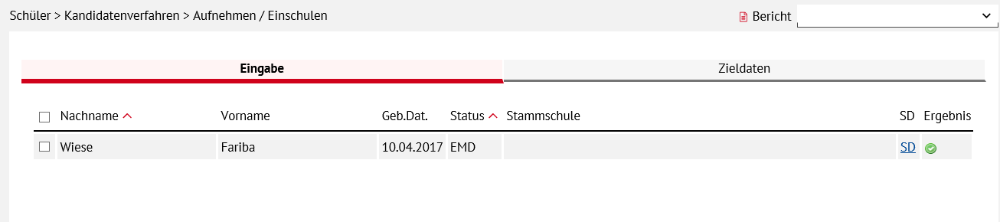 Schüler > Kandidatenverfahren > Aufnehmen / Einschulen Bericht
Eingabe Zieldaten
Nachname Vorname Geb.Dat. Status Stammschule SD Ergebnis
Wiese Fariba 10.04.2017 EMD SD